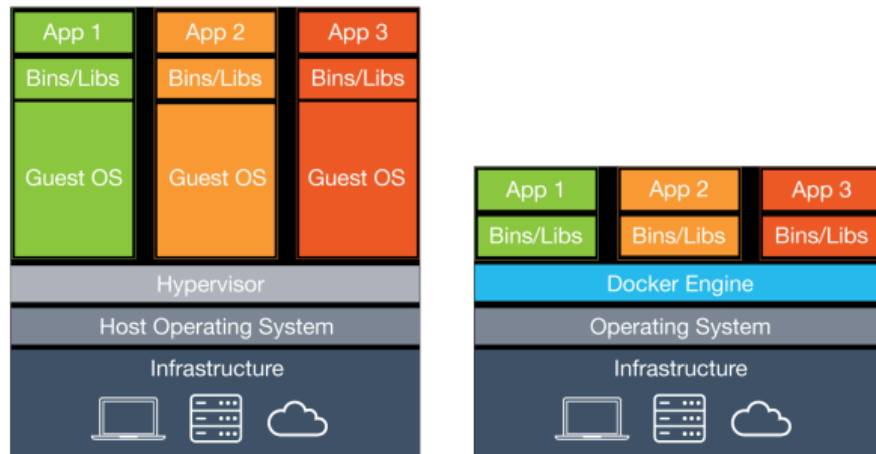 App 1
App 2
App 3
Bins/Libs
Bins/Libs
Bins/Libs
Guest OS
Guest OS
Guest OS
Hypervisor
Host Operating System
Infrastructure
App 1
App 2
App 3
Bins/Libs
Bins/Libs
Bins/Libs
Docker Engine
Operating System
Infrastructure